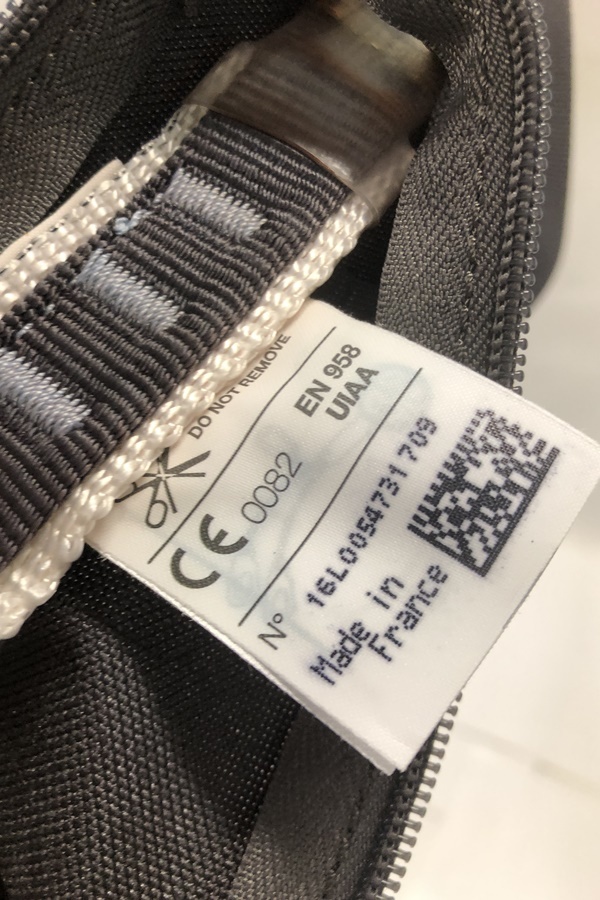 DO NOT REMOVE
CE 0082
EN 958
UIAA
N° 16L0054731709
Made in
France